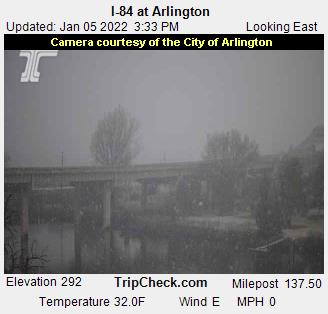 I-84 at Arlington
Updated: Jan 05 2022 3:33 PM Looking East
Camera courtesy of the City of Arlington
Elevation 292 TripCheck.com Milepost 137.50
Temperature 32.0F Wind E MPH 0